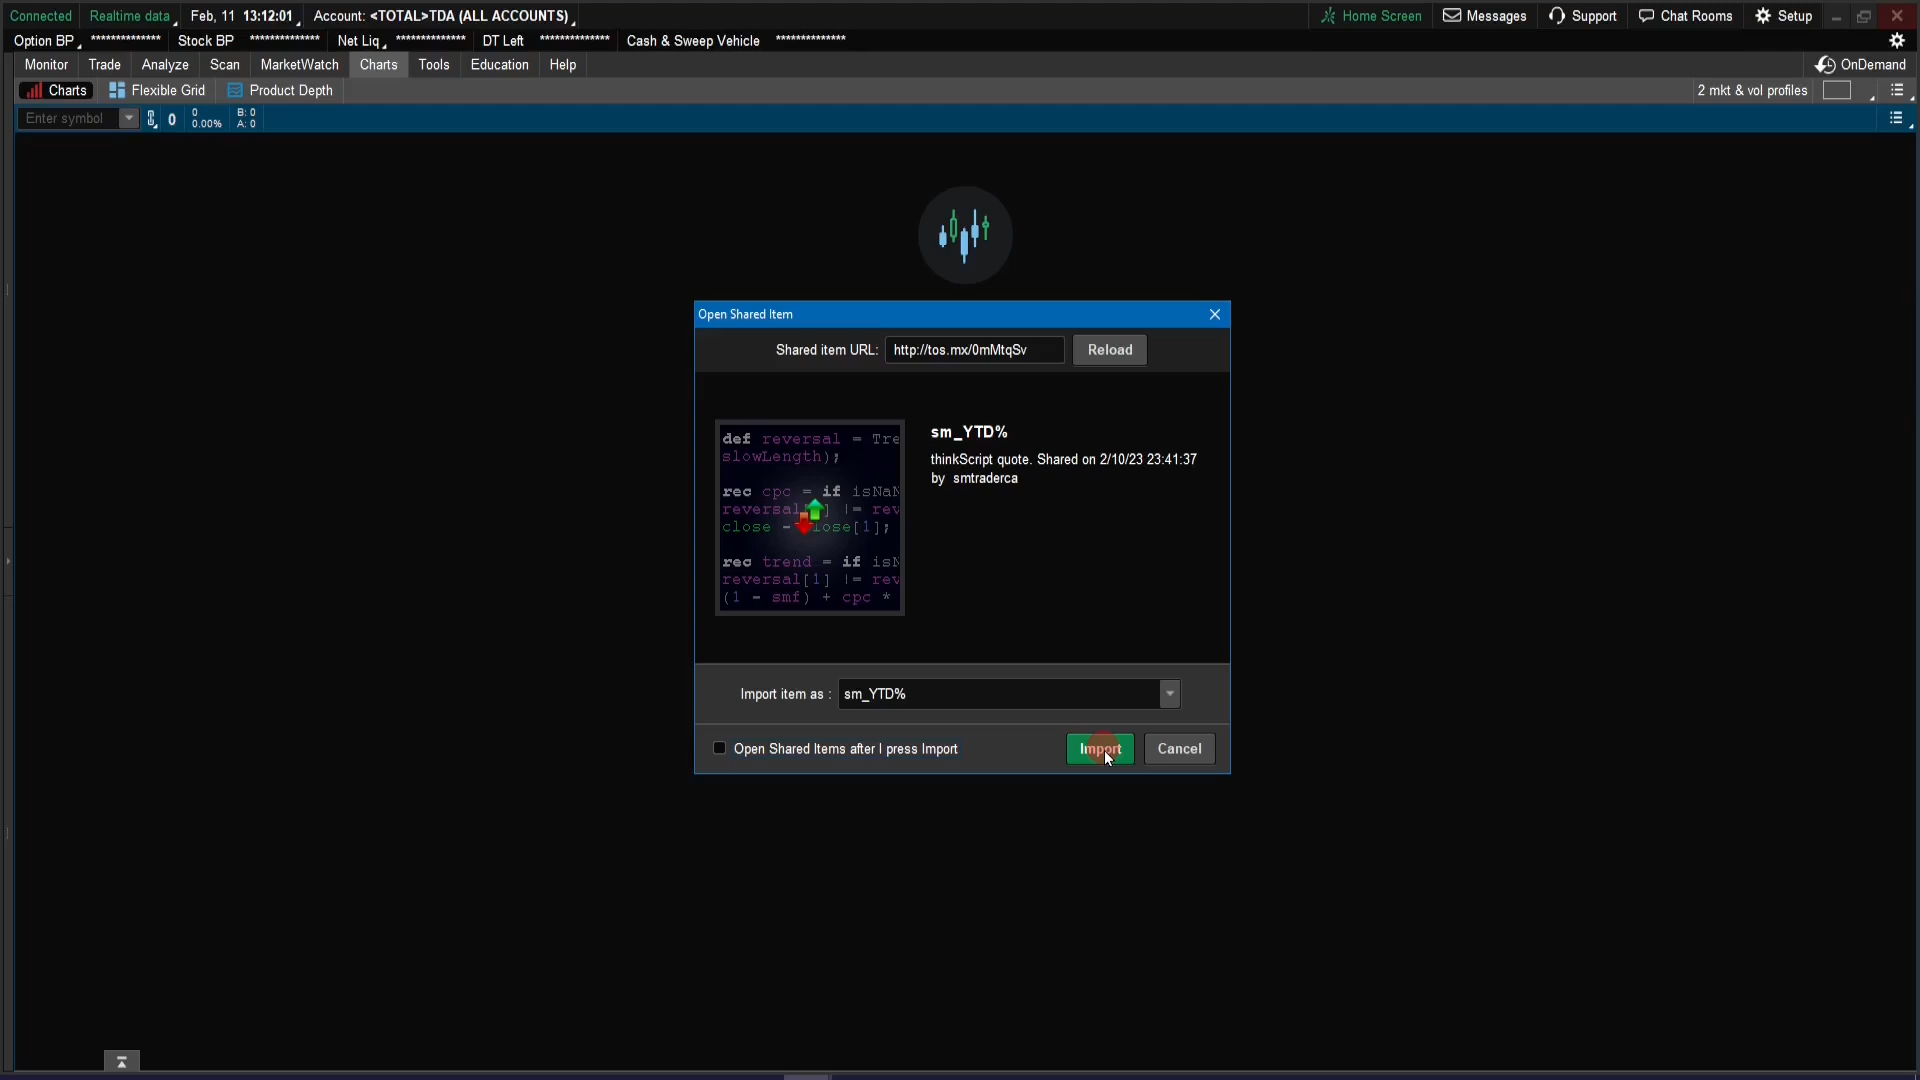 Connected Realtime data Feb, 11 13:12:01 Account: <TOTAL>TDA (ALL ACCOUNTS) Home Screen Messages Support Chat Rooms Setup
Option BP ************** Stock BP ************** Net Liq ************** DT Left ************** Cash & Sweep Vehicle **************
Monitor Trade Analyze Scan MarketWatch Charts Tools Education Help OnDemand
Charts Flexible Grid Product Depth 2 mkt & vol profiles
Enter symbol 0 0 B: 0
0.00% A: 0
Open Shared Item
Shared item URL: http://tos.mx/0mMtqSv Reload
def reversal = Tre
slowLength);
rec cpc = if isNaN
reversal[1] != rev
close - close[1];
rec trend = if isN
reversal[1] != rev
(1 - smf) + cpc *
sm_YTD%
thinkScript quote. Shared on 2/10/23 23:41:37
by smtraderca
Import item as : sm_YTD%
Open Shared Items after I press Import Import Cancel